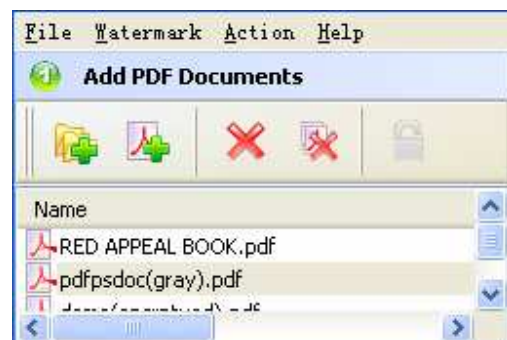 File Watermark Action Help
Add PDF Documents
Name
RED APPEAL BOOK.pdf
pdfpsdoc(gray).pdf